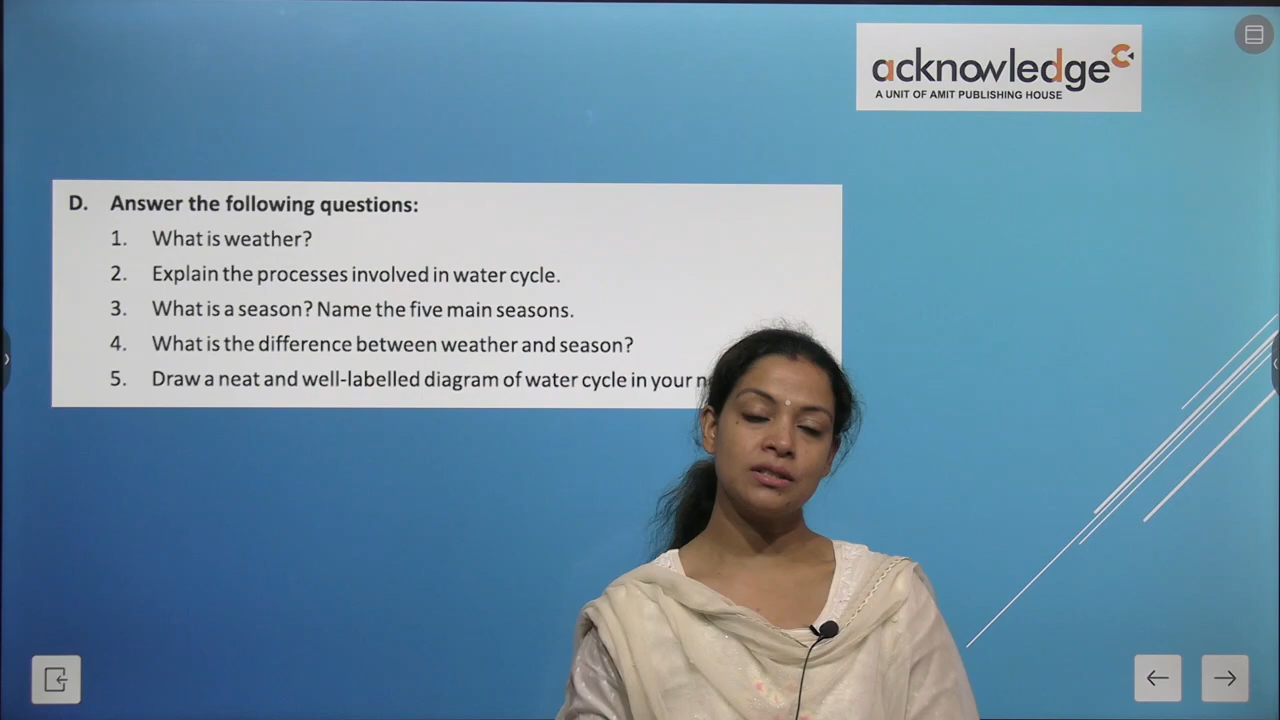 acknowledge
A UNIT OF AMIT PUBLISHING HOUSE
D. Answer the following questions:
1. What is weather?
2. Explain the processes involved in water cycle.
3. What is a season? Name the five main seasons.
4. What is the difference between weather and season?
5. Draw a neat and well-labelled diagram of water cycle in your